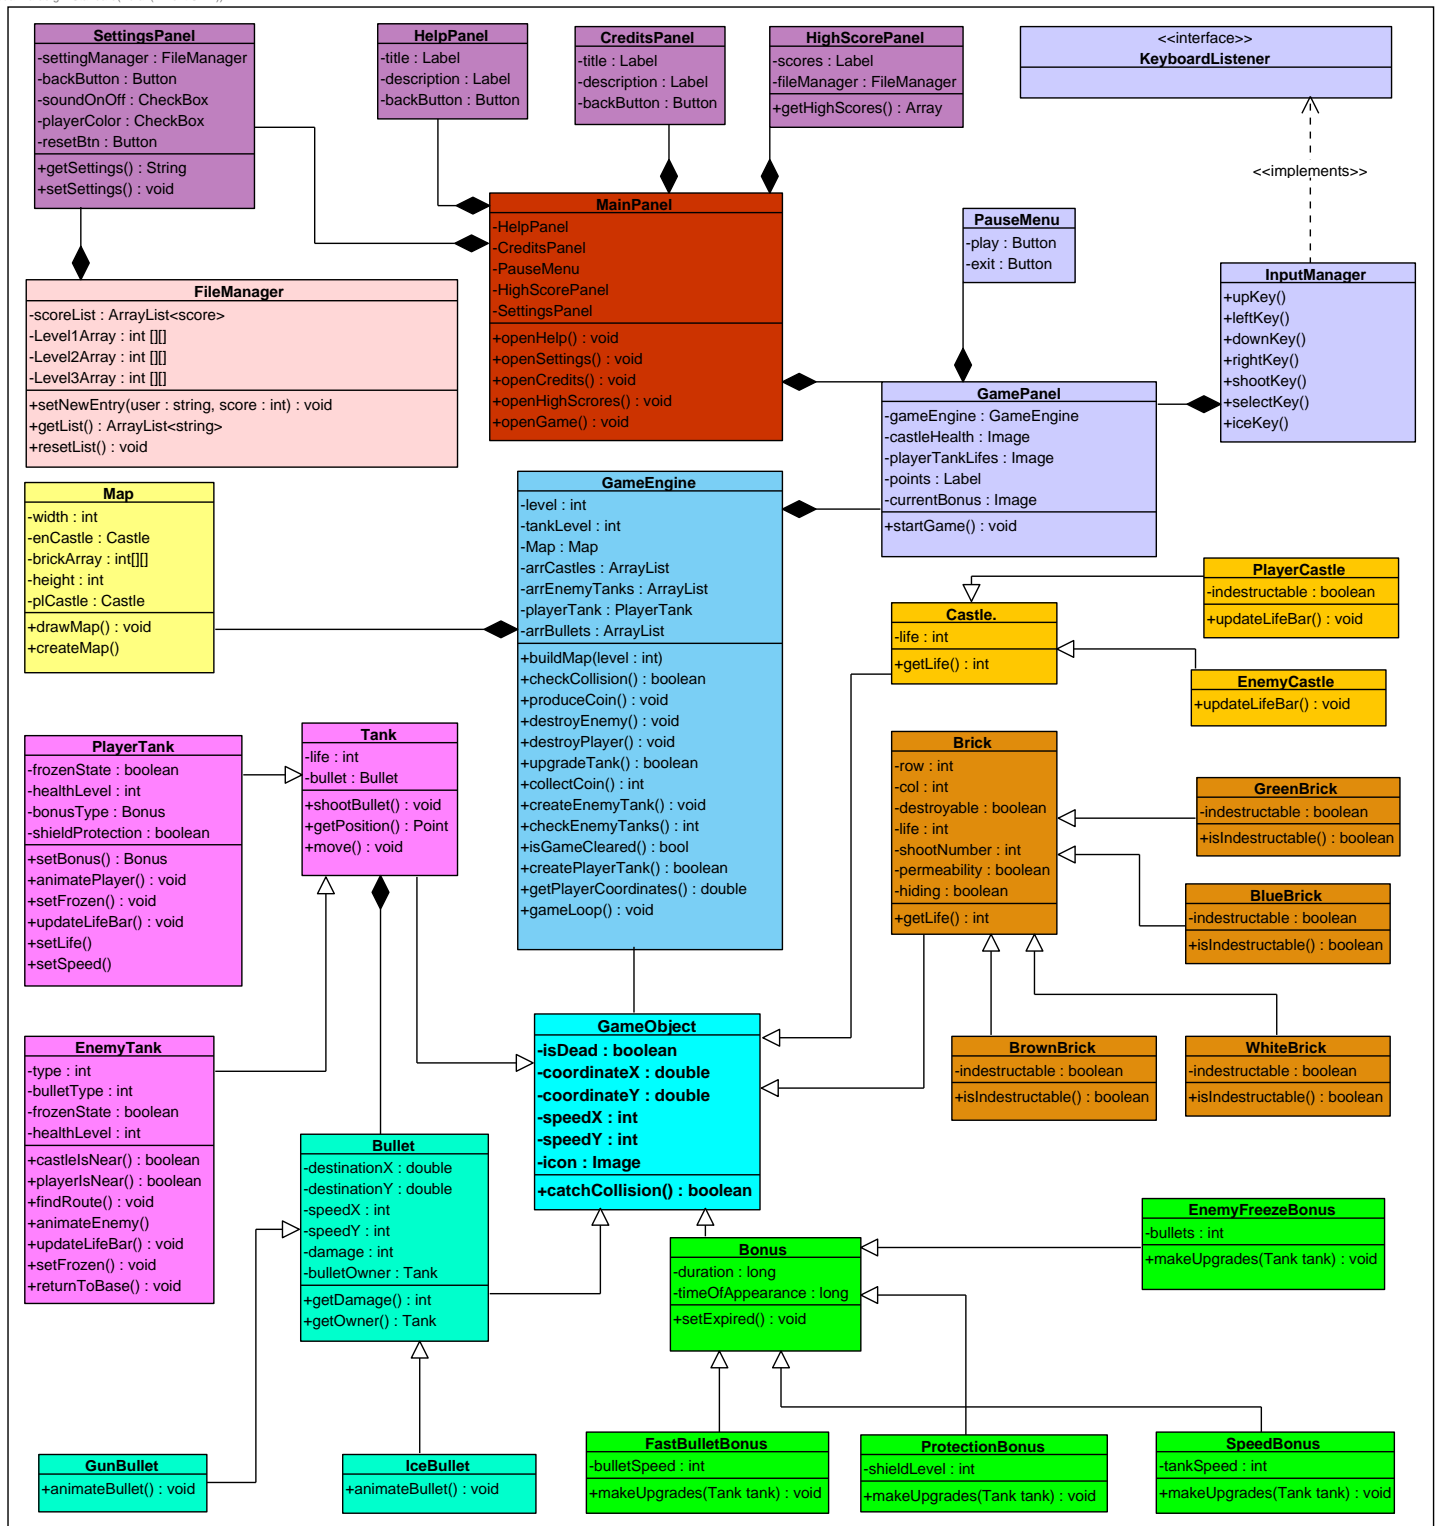 SettingsPanel
-settingManager : FileManager
-backButton : Button
-soundOnOff : CheckBox
-playerColor : CheckBox
-resetBtn : Button
+getSettings() : String
+setSettings() : void
HelpPanel
-title : Label
-description : Label
-backButton : Button
CreditsPanel
-title : Label
-description : Label
-backButton : Button
HighScorePanel
-scores : Label
-fileManager : FileManager
+getHighScores() : Array
<<interface>>
KeyboardListener
<<implements>>
MainPanel
-HelpPanel
-CreditsPanel
-PauseMenu
-HighScorePanel
-SettingsPanel
+openHelp() : void
+openSettings() : void
+openCredits() : void
+openHighScrores() : void
+openGame() : void
PauseMenu
-play : Button
-exit : Button
InputManager
+upKey()
+leftKey()
+downKey()
+rightKey()
+shootKey()
+selectKey()
+iceKey()
FileManager
-scoreList : ArrayList<score>
-Level1Array : int [][]
-Level2Array : int [][]
-Level3Array : int [][]
+setNewEntry(user : string, score : int) : void
+getList() : ArrayList<string>
+resetList() : void
GamePanel
-gameEngine : GameEngine
-castleHealth : Image
-playerTankLifes : Image
-points : Label
-currentBonus : Image
+startGame() : void
Map
-width : int
-enCastle : Castle
-brickArray : int[][]
-height : int
-plCastle : Castle
+drawMap() : void
+createMap()
GameEngine
-level : int
-tankLevel : int
-Map : Map
-arrCastles : ArrayList
-arrEnemyTanks : ArrayList
-playerTank : PlayerTank
-arrBullets : ArrayList
+buildMap(level : int)
+checkCollision() : boolean
+produceCoin() : void
+destroyEnemy() : void
+destroyPlayer() : void
+upgradeTank() : boolean
+collectCoin() : int
+createEnemyTank() : void
+checkEnemyTanks() : int
+isGameCleared() : bool
+createPlayerTank() : boolean
+getPlayerCoordinates() : double
+gameLoop() : void
PlayerCastle
-indestructable : boolean
+updateLifeBar() : void
Castle.
-life : int
+getLife() : int
EnemyCastle
+updateLifeBar() : void
Tank
-life : int
-bullet : Bullet
+shootBullet() : void
+getPosition() : Point
+move() : void
PlayerTank
-frozenState : boolean
-healthLevel : int
-bonusType : Bonus
-shieldProtection : boolean
+setBonus() : Bonus
+animatePlayer() : void
+setFrozen() : void
+updateLifeBar() : void
+setLife()
+setSpeed()
Brick
-row : int
-col : int
-destroyable : boolean
-life : int
-shootNumber : int
-permeability : boolean
-hiding : boolean
+getLife() : int
GreenBrick
-indestructable : boolean
+isIndestructable() : boolean
BlueBrick
-indestructable : boolean
+isIndestructable() : boolean
GameObject
-isDead : boolean
-coordinateX : double
-coordinateY : double
-speedX : int
-speedY : int
-icon : Image
+catchCollision() : boolean
BrownBrick
-indestructable : boolean
+isIndestructable() : boolean
WhiteBrick
-indestructable : boolean
+isIndestructable() : boolean
EnemyTank
-type : int
-bulletType : int
-frozenState : boolean
-healthLevel : int
+castleIsNear() : boolean
+playerIsNear() : boolean
+findRoute() : void
+animateEnemy()
+updateLifeBar() : void
+setFrozen() : void
+returnToBase() : void
Bullet
-destinationX : double
-destinationY : double
-speedX : int
-speedY : int
-damage : int
-bulletOwner : Tank
+getDamage() : int
+getOwner() : Tank
Bonus
-duration : long
-timeOfAppearance : long
+setExpired() : void
EnemyFreezeBonus
-bullets : int
+makeUpgrades(Tank tank) : void
GunBullet
+animateBullet() : void
IceBullet
+animateBullet() : void
FastBulletBonus
-bulletSpeed : int
+makeUpgrades(Tank tank) : void
ProtectionBonus
-shieldLevel : int
+makeUpgrades(Tank tank) : void
SpeedBonus
-tankSpeed : int
+makeUpgrades(Tank tank) : void